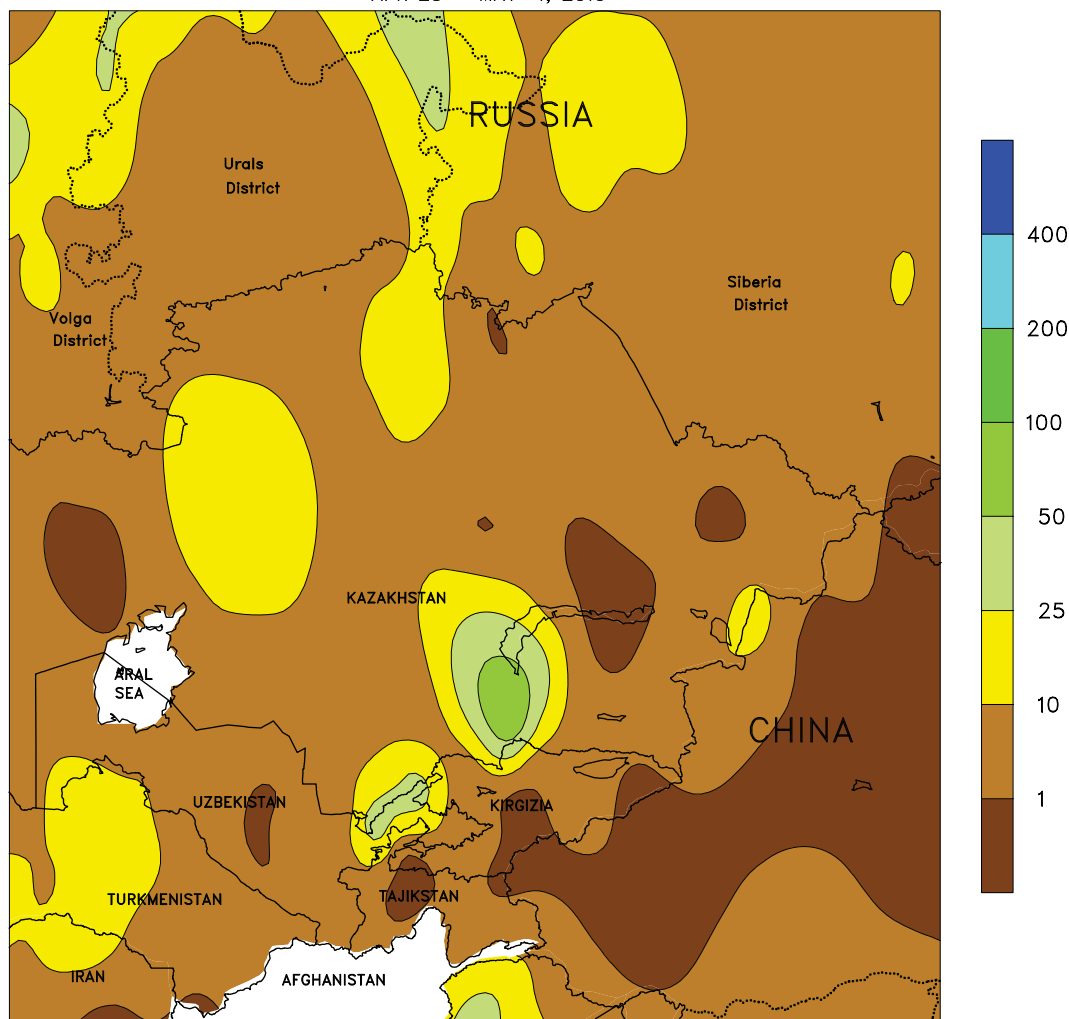 RUSSIA
Urals
District
Siberia
District
Volga
District
KAZAKHSTAN
ARAL
SEA
CHINA
UZBEKISTAN
KIRGIZIA
TURKMENISTAN
TAJIKSTAN
IRAN
AFGHANISTAN
400
200
100
50
25
10
1